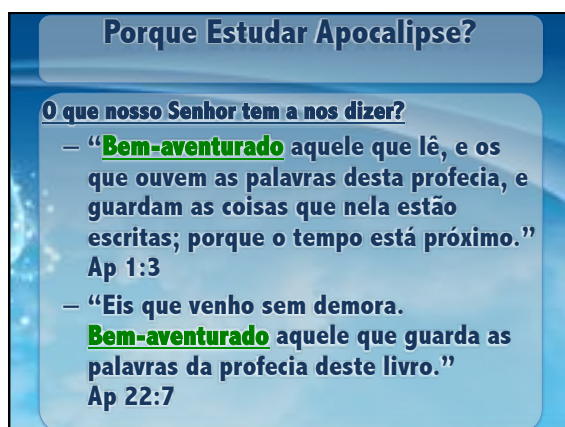 Porque Estudar Apocalipse?
O que nosso Senhor tem a nos dizer?
– “Bem-aventurado aquele que lê, e os
que ouvem as palavras desta profecia, e
guardam as coisas que nela estão
escritas; porque o tempo está próximo.”
Ap 1:3
– “Eis que venho sem demora.
Bem-aventurado aquele que guarda as
palavras da profecia deste livro.”
Ap 22:7